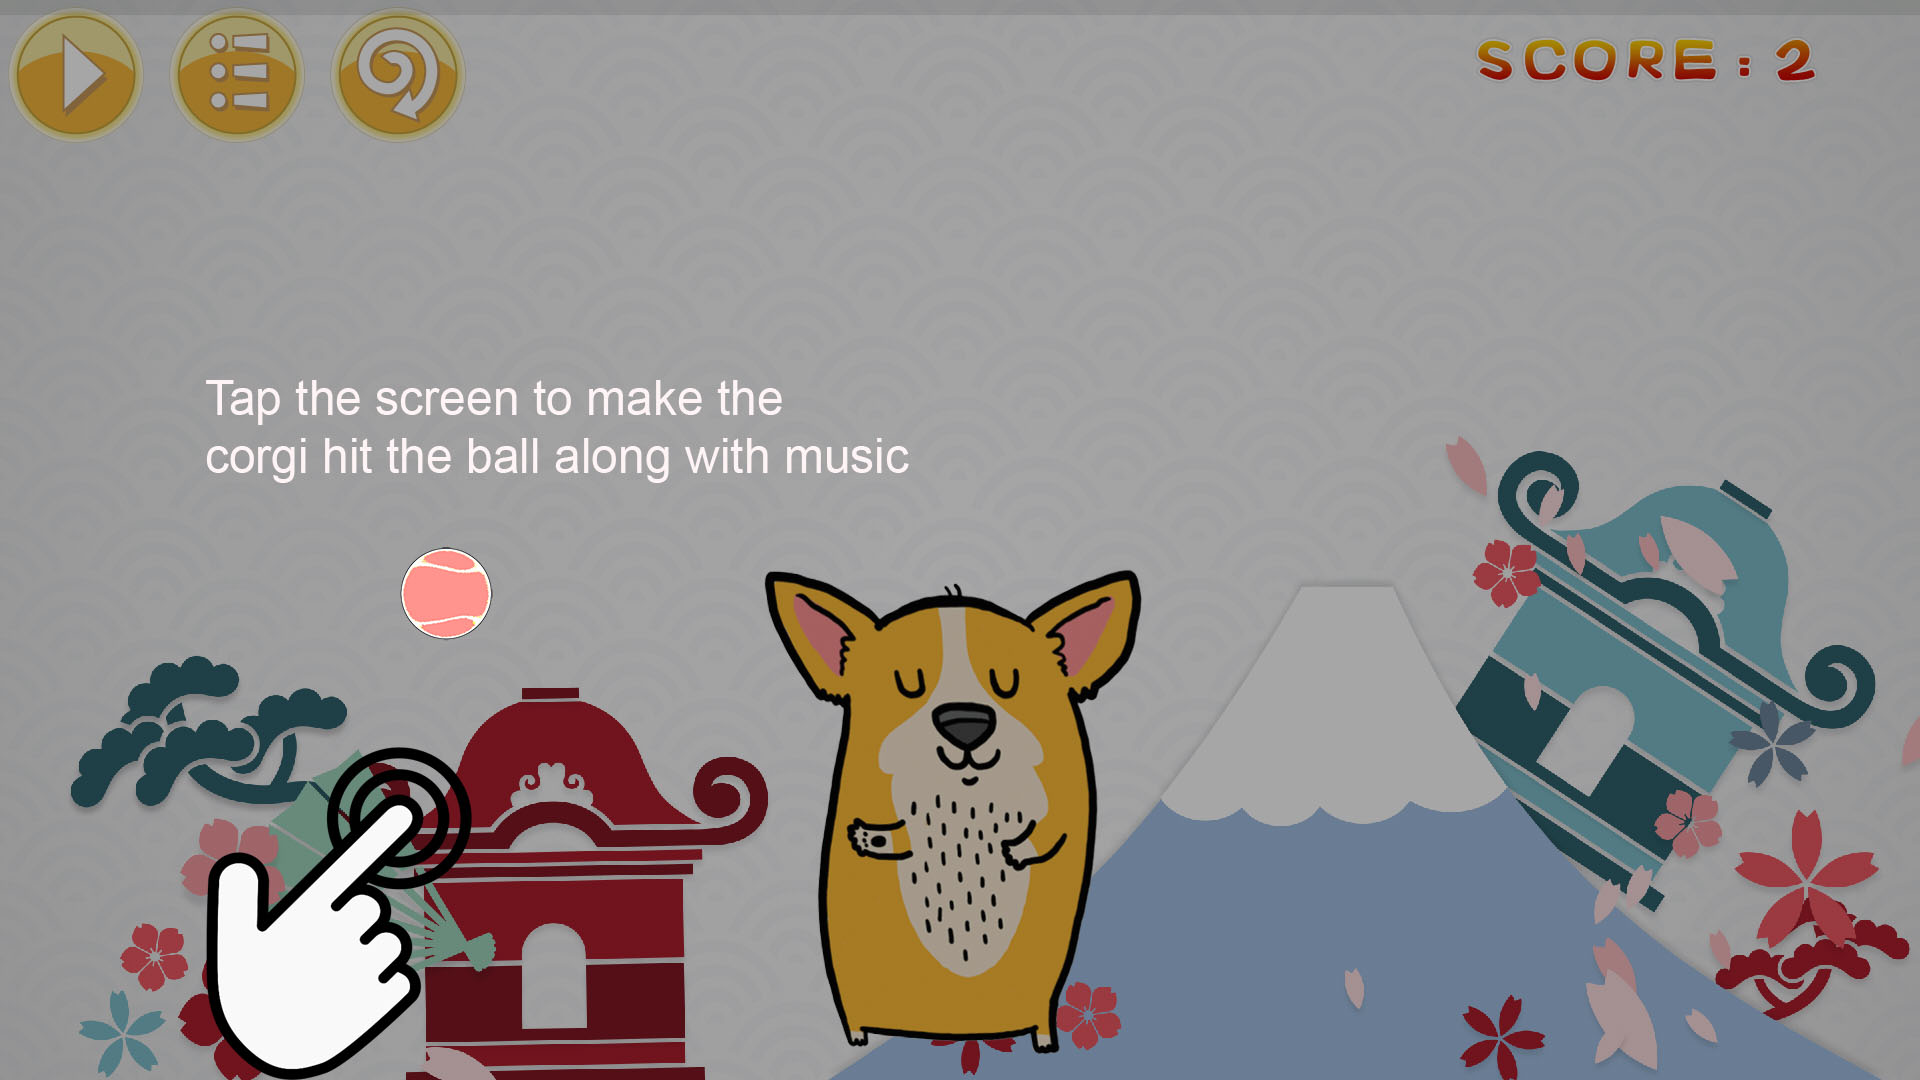 SCORE: 2
Tap the screen to make the
corgi hit the ball along with music